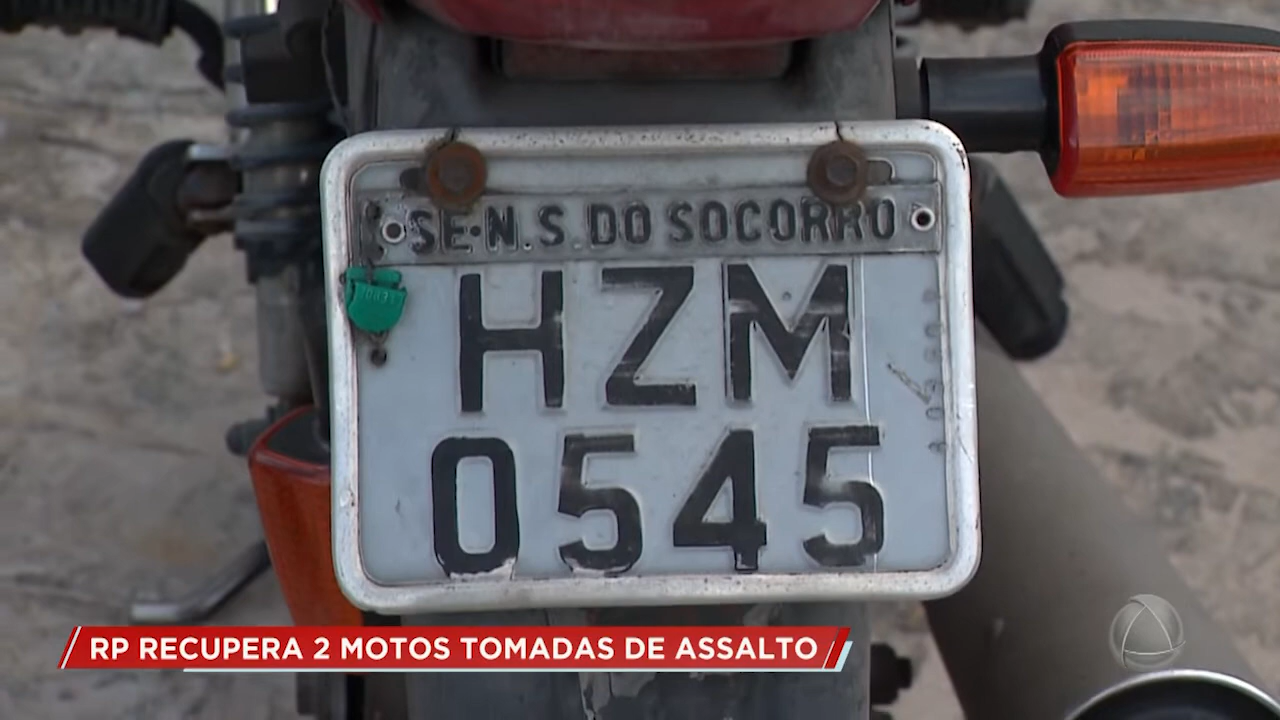 SE·N.S.DO SOCORRO
HZM
0545
RP RECUPERA 2 MOTOS TOMADAS DE ASSALTO